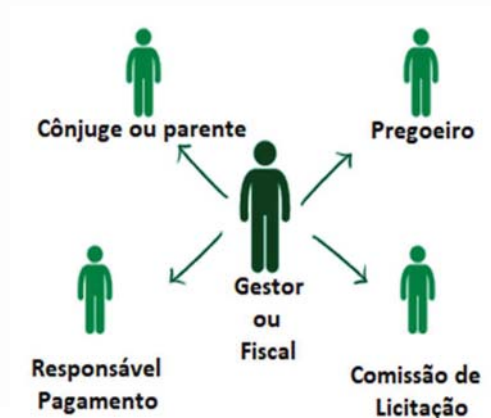 Cônjuge ou parente
Pregoeiro
Gestor
ou
Fiscal
Responsável
Pagamento
Comissão de
Licitação